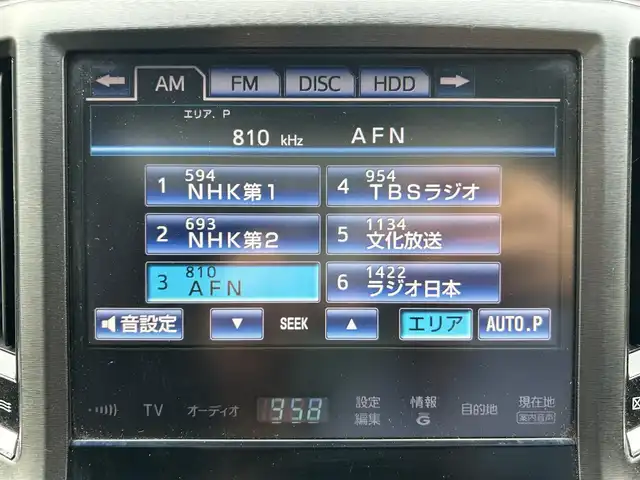 AM FM DISC HDD
エリア.P
810 kHz AFN
1 594 NHK第1
4 954 TBSラジオ
2 693 NHK第2
5 1134 文化放送
3 810 AFN
6 1422 ラジオ日本
音設定 SEEK エリア AUTO.P
TV オーディオ 958 設定編集 情報G 目的地 現在地 案内音声